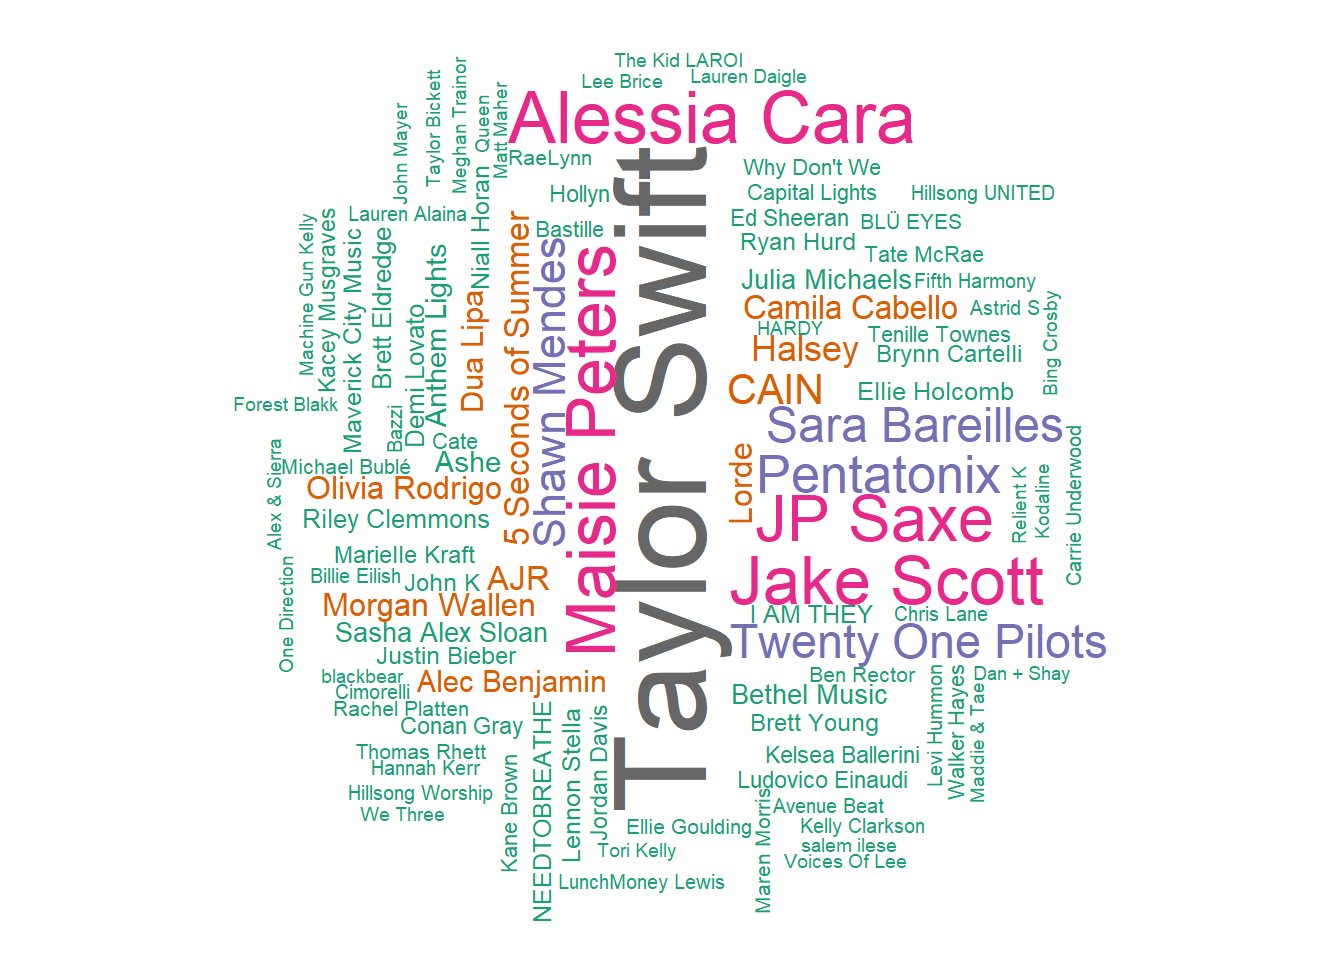 The Kid LAROI
Lee Brice
Lauren Daigle
Alessia Cara
John Mayer
Taylor Bickett
Meghan Trainor
Queen
Matt Maher
RaeLynn
Why Don't We
Hollyn
Capital Lights
Hillsong UNITED
Lauren Alaina
Niall Horan
Bastille
Ed Sheeran
BLÜ EYES
Ryan Hurd
Tate McRae
Machine Gun Kelly
Kacey Musgraves
Maverick City Music
Brett Eldredge
Demi Lovato
Anthem Lights
Dua Lipa
5 Seconds of Summer
Shawn Mendes
Maisie Peters
Taylor Swift
Julia Michaels
Fifth Harmony
Camila Cabello
Astrid S
Bing Crosby
HARDY
Tenille Townes
Halsey
Brynn Cartelli
CAIN
Ellie Holcomb
Forest Blakk
Bazzi
Cate
Sara Bareilles
Alex & Sierra
Michael Bublé
Ashe
Lorde
Pentatonix
Relient K
Kodaline
Carrie Underwood
Olivia Rodrigo
Riley Clemmons
JP Saxe
Marielle Kraft
Billie Eilish
John K
AJR
Jake Scott
One Direction
Morgan Wallen
I AM THEY
Chris Lane
Sasha Alex Sloan
Twenty One Pilots
Justin Bieber
blackbear
Alec Benjamin
Ben Rector
Dan + Shay
Cimorelli
Bethel Music
Levi Hummon
Walker Hayes
Maddie & Tae
Rachel Platten
Conan Gray
Brett Young
Thomas Rhett
Kelsea Ballerini
Hannah Kerr
Ludovico Einaudi
Hillsong Worship
We Three
Kane Brown
NEEDTOBREATHE
Lennon Stella
Jordan Davis
Maren Morris
Avenue Beat
Ellie Goulding
Kelly Clarkson
Tori Kelly
salem ilese
Voices Of Lee
LunchMoney Lewis